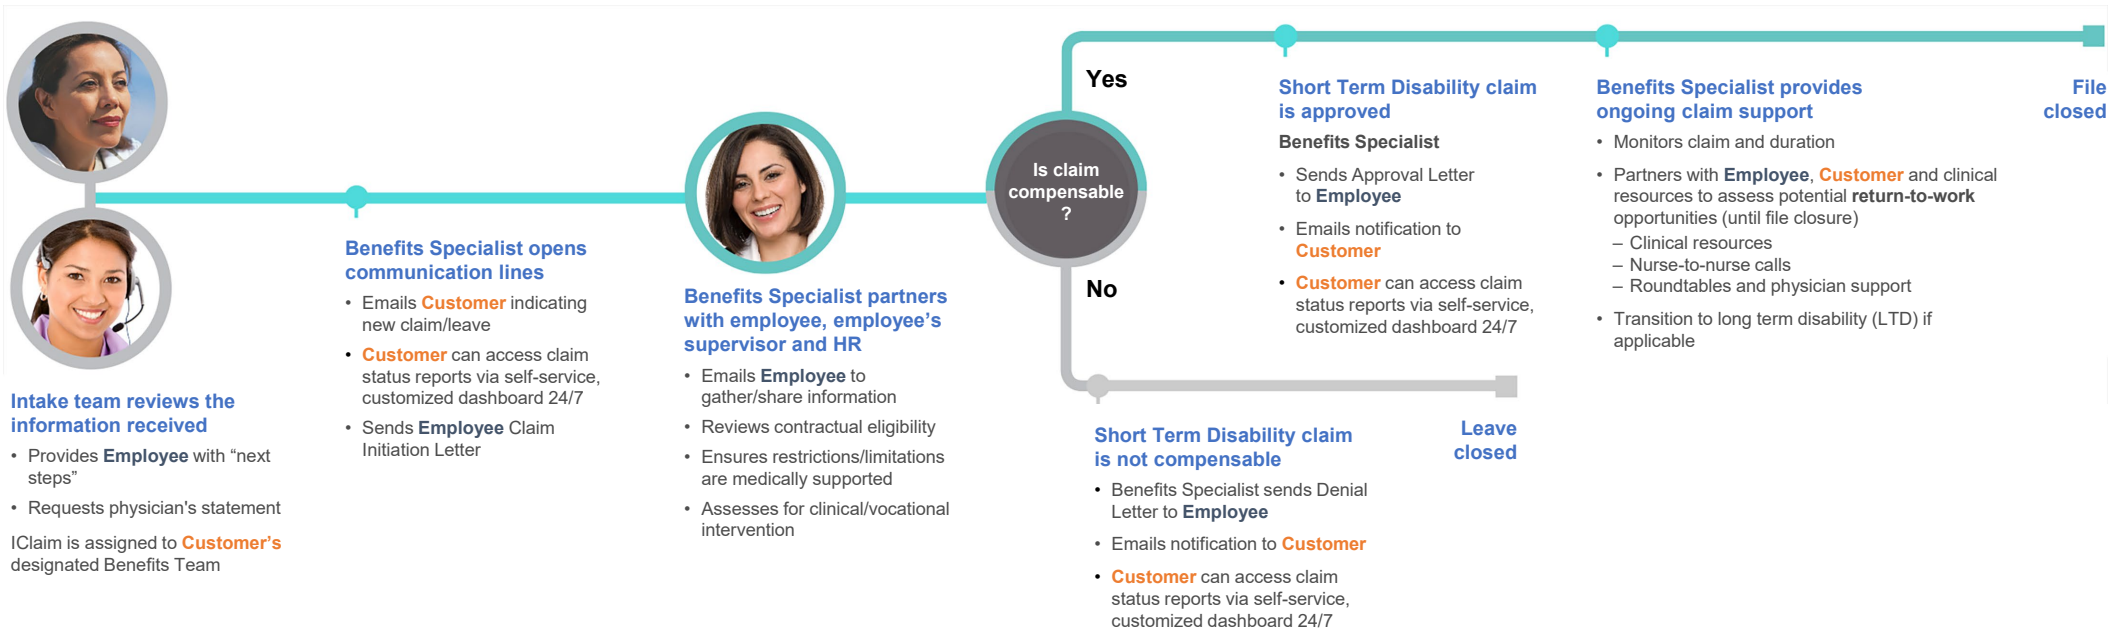 Intake team reviews the
information received
• Provides Employee with “next
steps”
• Requests physician's statement
IClaim is assigned to Customer’s
designated Benefits Team
Benefits Specialist opens
communication lines
• Emails Customer indicating
new claim/leave
• Customer can access claim
status reports via self-service,
customized dashboard 24/7
• Sends Employee Claim
Initiation Letter
Benefits Specialist partners
with employee, employee’s
supervisor and HR
• Emails Employee to
gather/share information
• Reviews contractual eligibility
• Ensures restrictions/limitations
are medically supported
• Assesses for clinical/vocational
intervention
Is claim
compensable
?
Yes
Short Term Disability claim
is approved
Benefits Specialist
• Sends Approval Letter
to Employee
• Emails notification to
Customer
• Customer can access claim
status reports via self-service,
customized dashboard 24/7
Benefits Specialist provides
ongoing claim support
• Monitors claim and duration
• Partners with Employee, Customer and clinical
resources to assess potential return-to-work
opportunities (until file closure)
– Clinical resources
– Nurse-to-nurse calls
– Roundtables and physician support
• Transition to long term disability (LTD) if
applicable
File
closed
No
Short Term Disability claim
is not compensable
• Benefits Specialist sends Denial
Letter to Employee
• Emails notification to Customer
• Customer can access claim
status reports via self-service,
customized dashboard 24/7
Leave
closed